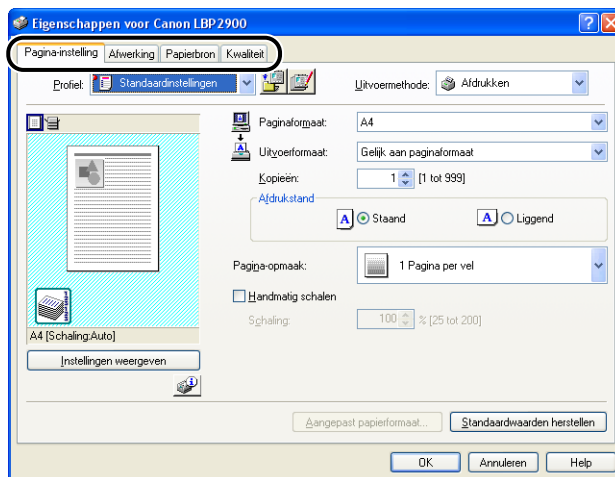 Eigenschappen voor Canon LBP2900
Pagina-instelling Afwerking Papierbron Kwaliteit
Profiel: Standaardinstellingen Uitvoermethode: Afdrukken
Paginaformaat: A4
Uitvoerformaat: Gelijk aan paginaformaat
Kopieën: 1 [1 tot 999]
Afdrukstand
A Staand A Liggend
Pagina-opmaak: 1 Pagina per vel
Handmatig schalen
Schaling: 100 % [25 tot 200]
A4 [Schaling:Auto]
Instellingen weergeven
Aangepast papierformaat... Standaardwaarden herstellen
OK Annuleren Help